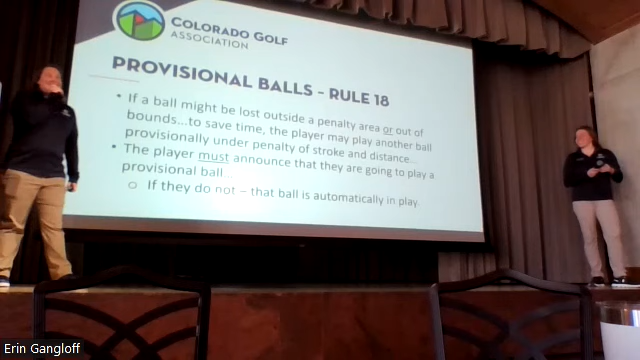 COLORADO GOLF
ASSOCIATION
PROVISIONAL BALLS – RULE 18
• If a ball might be lost outside a penalty area or out of
bounds...to save time, the player may play another ball
provisionally under penalty of stroke and distance...
• The player must announce that they are going to play a
provisional ball...
o If they do not – that ball is automatically in play.
Erin Gangloff